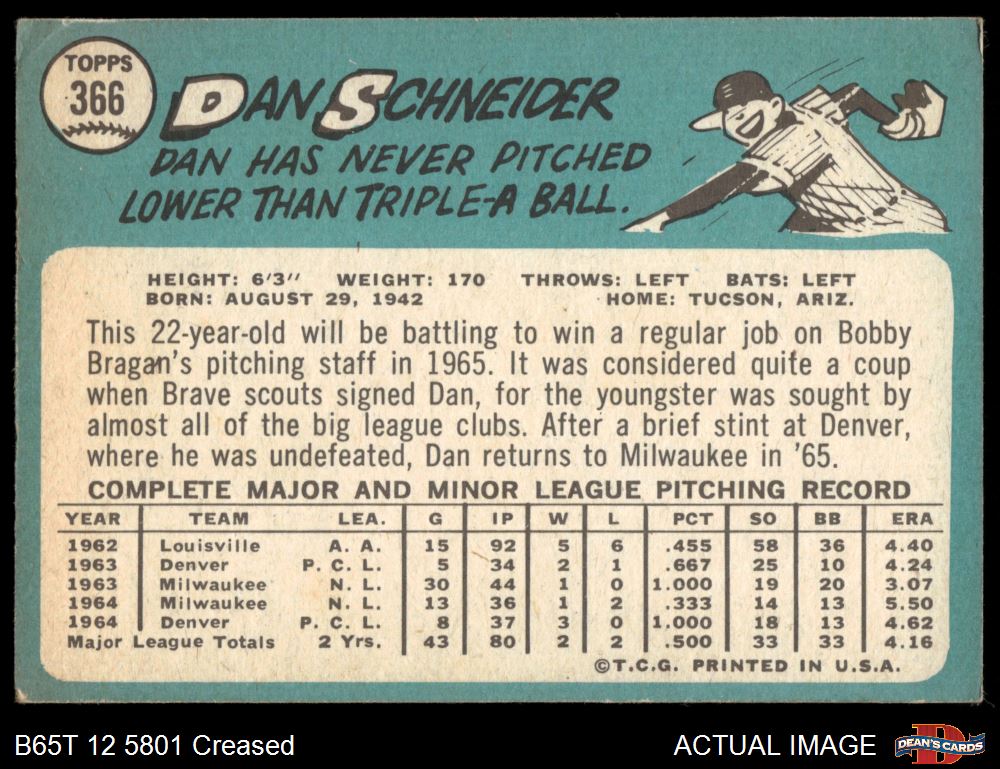 TOPPS
366
DAN SCHNEIDER
DAN HAS NEVER PITCHED
LOWER THAN TRIPLE-A BALL.
HEIGHT: 6'3" WEIGHT: 170 THROWS: LEFT BATS: LEFT
BORN: AUGUST 29, 1942 HOME: TUCSON, ARIZ.
This 22-year-old will be battling to win a regular job on Bobby
Bragan's pitching staff in 1965. It was considered quite a coup
when Brave scouts signed Dan, for the youngster was sought by
almost all of the big league clubs. After a brief stint at Denver,
where he was undefeated, Dan returns to Milwaukee in '65.
COMPLETE MAJOR AND MINOR LEAGUE PITCHING RECORD
YEAR TEAM LEA. G IP W L PCT SO BB ERA
1962 Louisville A. A. 15 92 5 6 .455 58 36 4.40
1963 Denver P. C. L. 5 34 2 1 .667 25 10 4.24
1963 Milwaukee N. L. 30 44 1 0 1.000 19 20 3.07
1964 Milwaukee N. L. 13 36 1 2 .333 14 13 5.50
1964 Denver P. C. L. 8 37 3 0 1.000 18 13 4.62
Major League Totals 2 Yrs. 43 80 2 2 .500 33 33 4.16
©T.C.G. PRINTED IN U.S.A.
B65T 12 5801 Creased ACTUAL IMAGE
D
DEAN'S CARDS